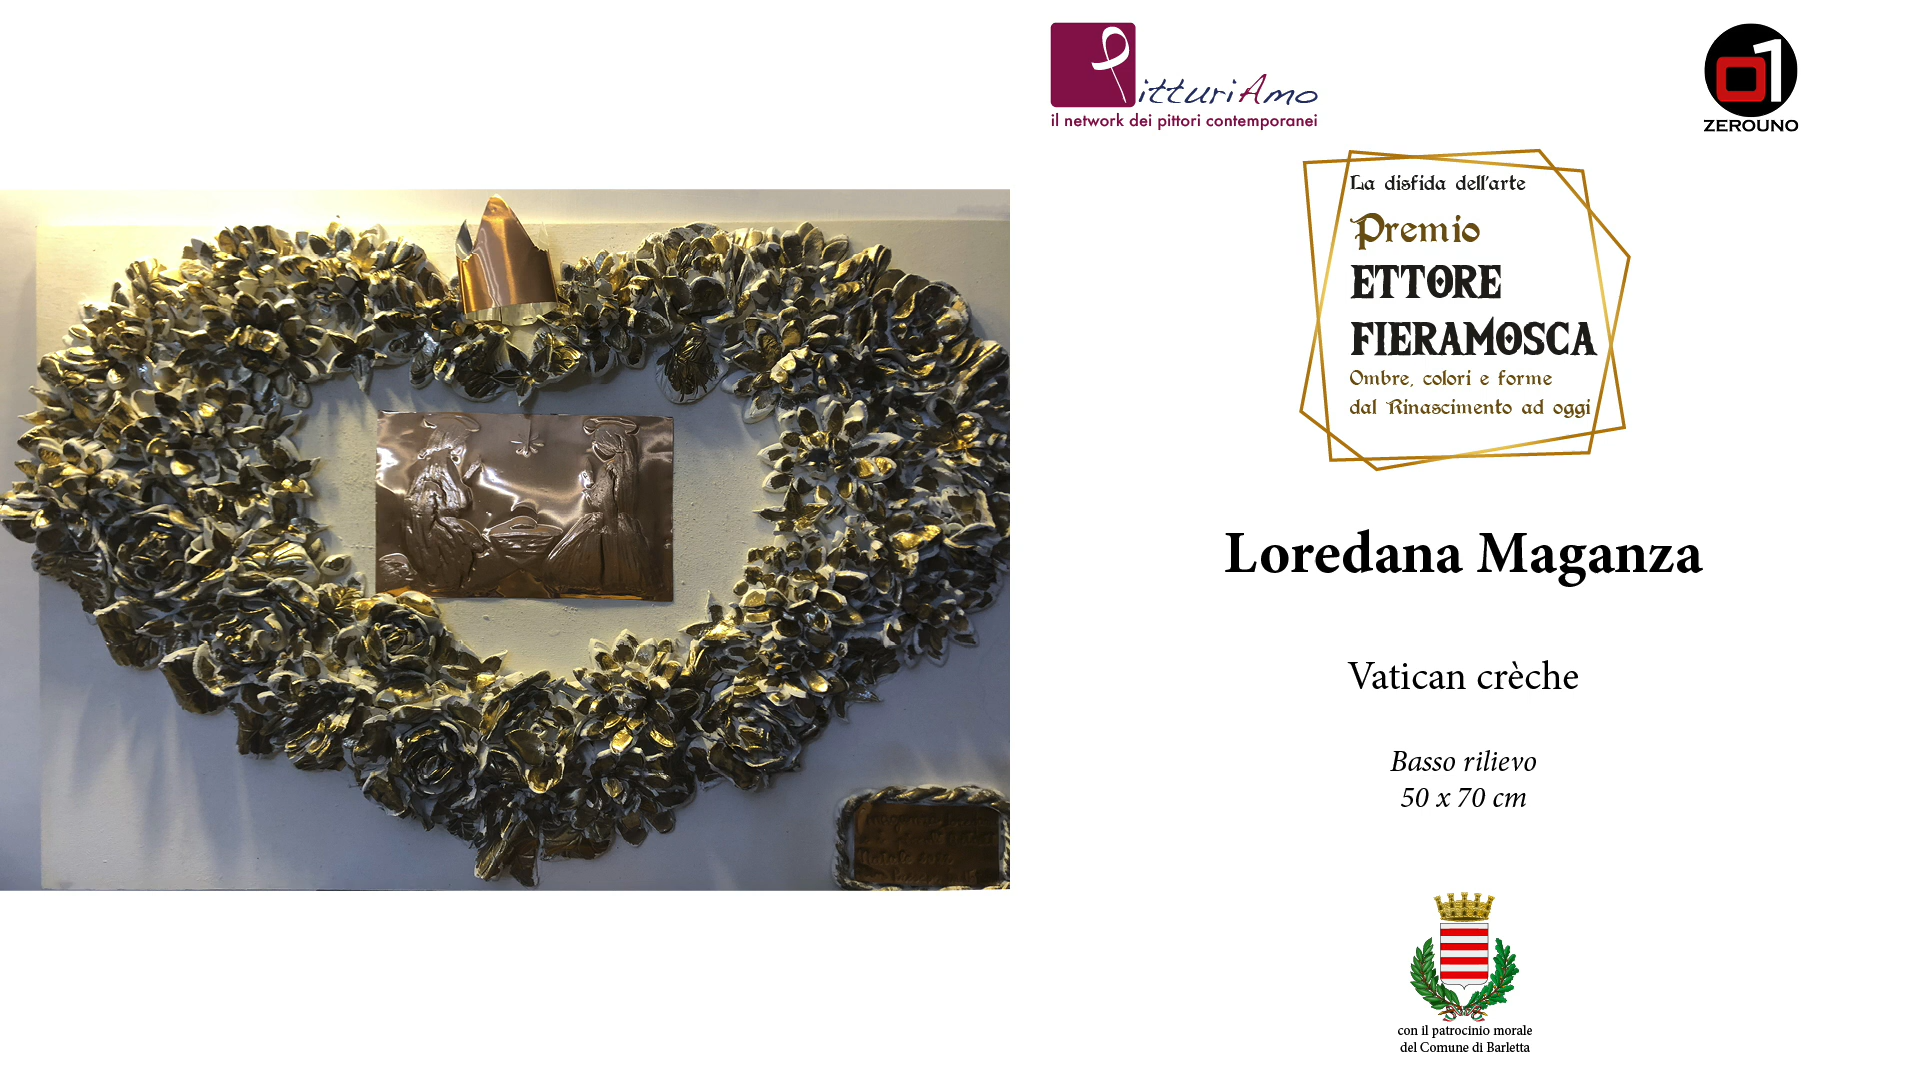 PitturiAmo
il network dei pittori contemporanei
01
ZEROUNO
La disfida dell'arte
Premio
ETTORE
FIERAMOSCA
Ombre, colori e forme
dal Rinascimento ad oggi
Loredana Maganza
Vatican crèche
Basso rilievo
50 x 70 cm
con il patrocinio morale
del Comune di Barletta